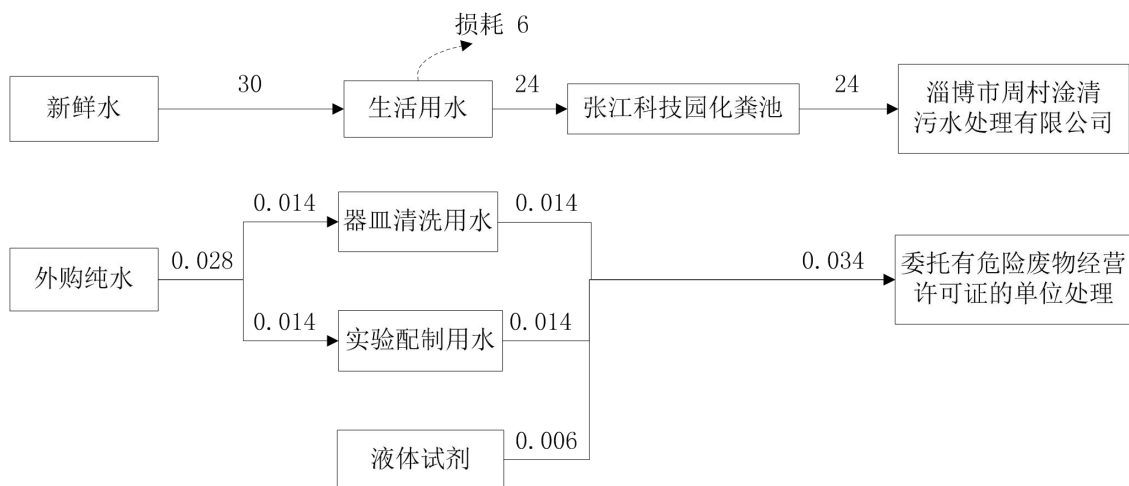 损耗 6
30
24
24
新鲜水
生活用水
张江科技园化粪池
淄博市周村淦清
污水处理有限公司
0.014
器皿清洗用水
0.014
外购纯水
0.028
0.034
委托有危险废物经营
许可证的单位处理
0.014
实验配制用水
0.014
液体试剂
0.006